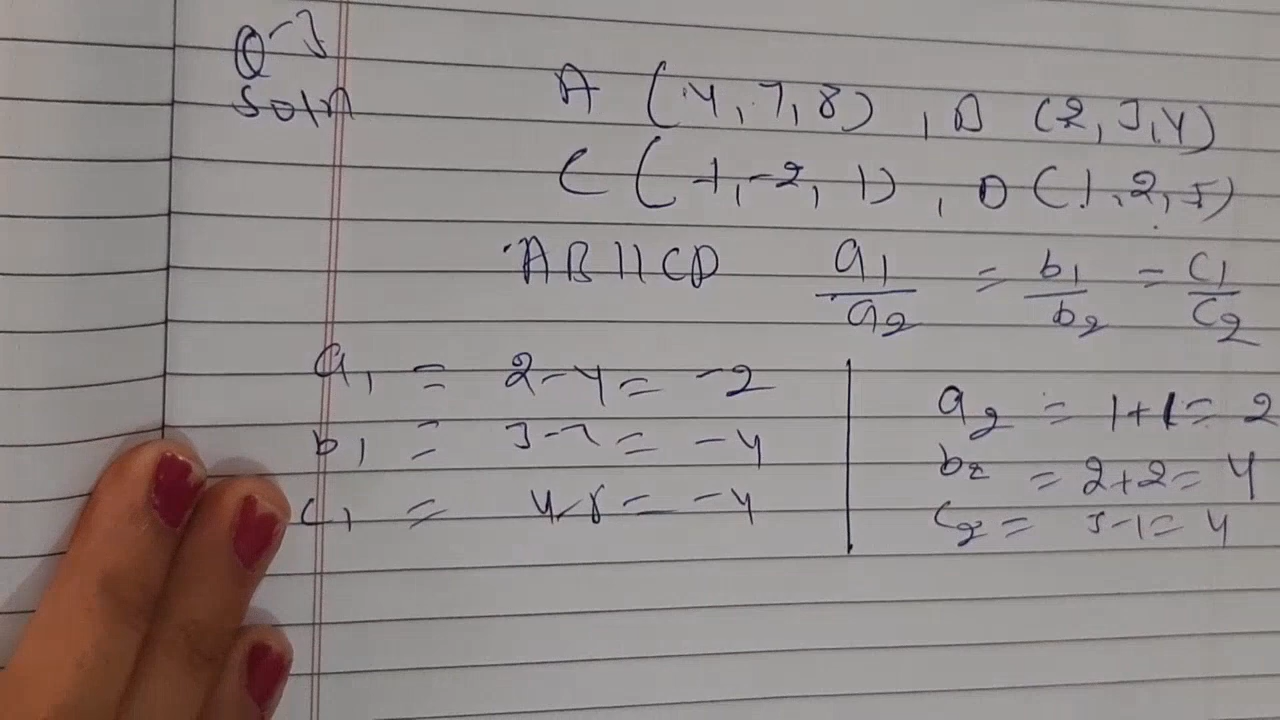 Q-3
Soln
A (4, 7, 8) , B (2, 3, 4)
C (-1, -2, 1) , D (1, 2, 5)
AB || CD a1/a2 = b1/b2 = c1/c2
a1 = 2-4 = -2
b1 = 3-7 = -4
c1 = 4-8 = -4
a2 = 1+1 = 2
b2 = 2+2 = 4
c2 = 5-1 = 4